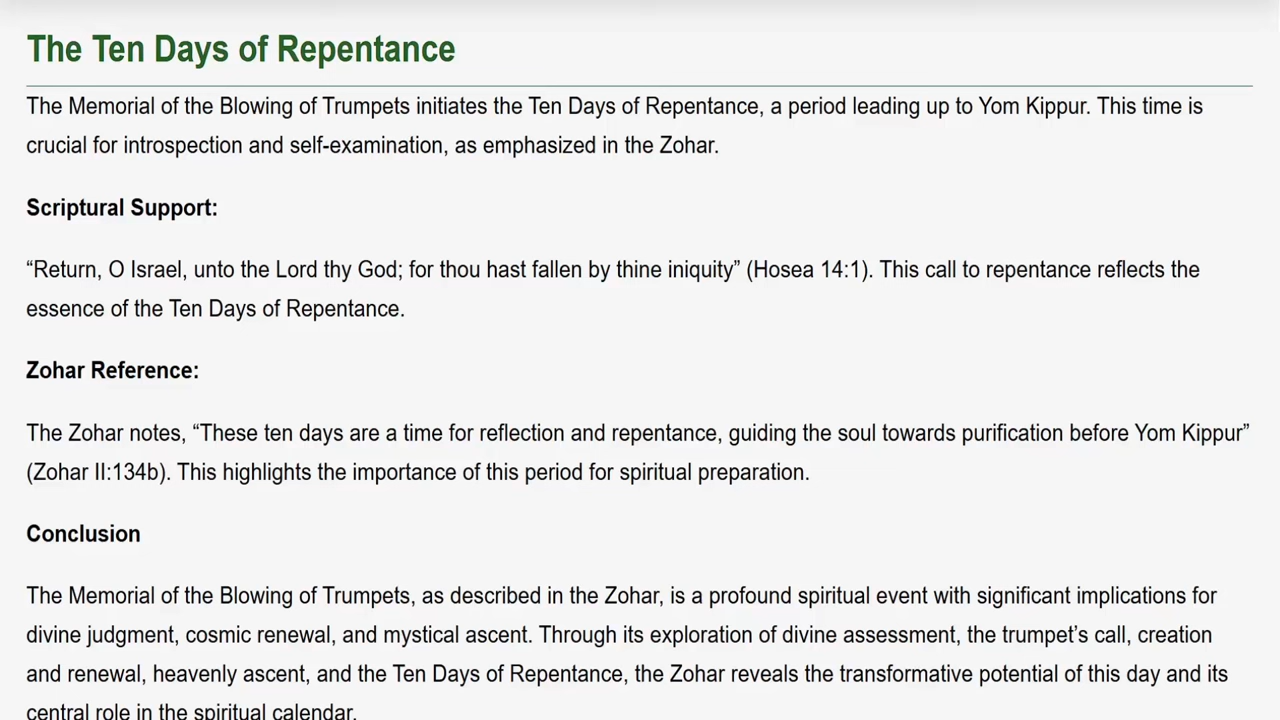 The Ten Days of Repentance
The Memorial of the Blowing of Trumpets initiates the Ten Days of Repentance, a period leading up to Yom Kippur. This time is
crucial for introspection and self-examination, as emphasized in the Zohar.
Scriptural Support:
“Return, O Israel, unto the Lord thy God; for thou hast fallen by thine iniquity” (Hosea 14:1). This call to repentance reflects the
essence of the Ten Days of Repentance.
Zohar Reference:
The Zohar notes, “These ten days are a time for reflection and repentance, guiding the soul towards purification before Yom Kippur”
(Zohar II:134b). This highlights the importance of this period for spiritual preparation.
Conclusion
The Memorial of the Blowing of Trumpets, as described in the Zohar, is a profound spiritual event with significant implications for
divine judgment, cosmic renewal, and mystical ascent. Through its exploration of divine assessment, the trumpet’s call, creation
and renewal, heavenly ascent, and the Ten Days of Repentance, the Zohar reveals the transformative potential of this day and its
central role in the spiritual calendar.